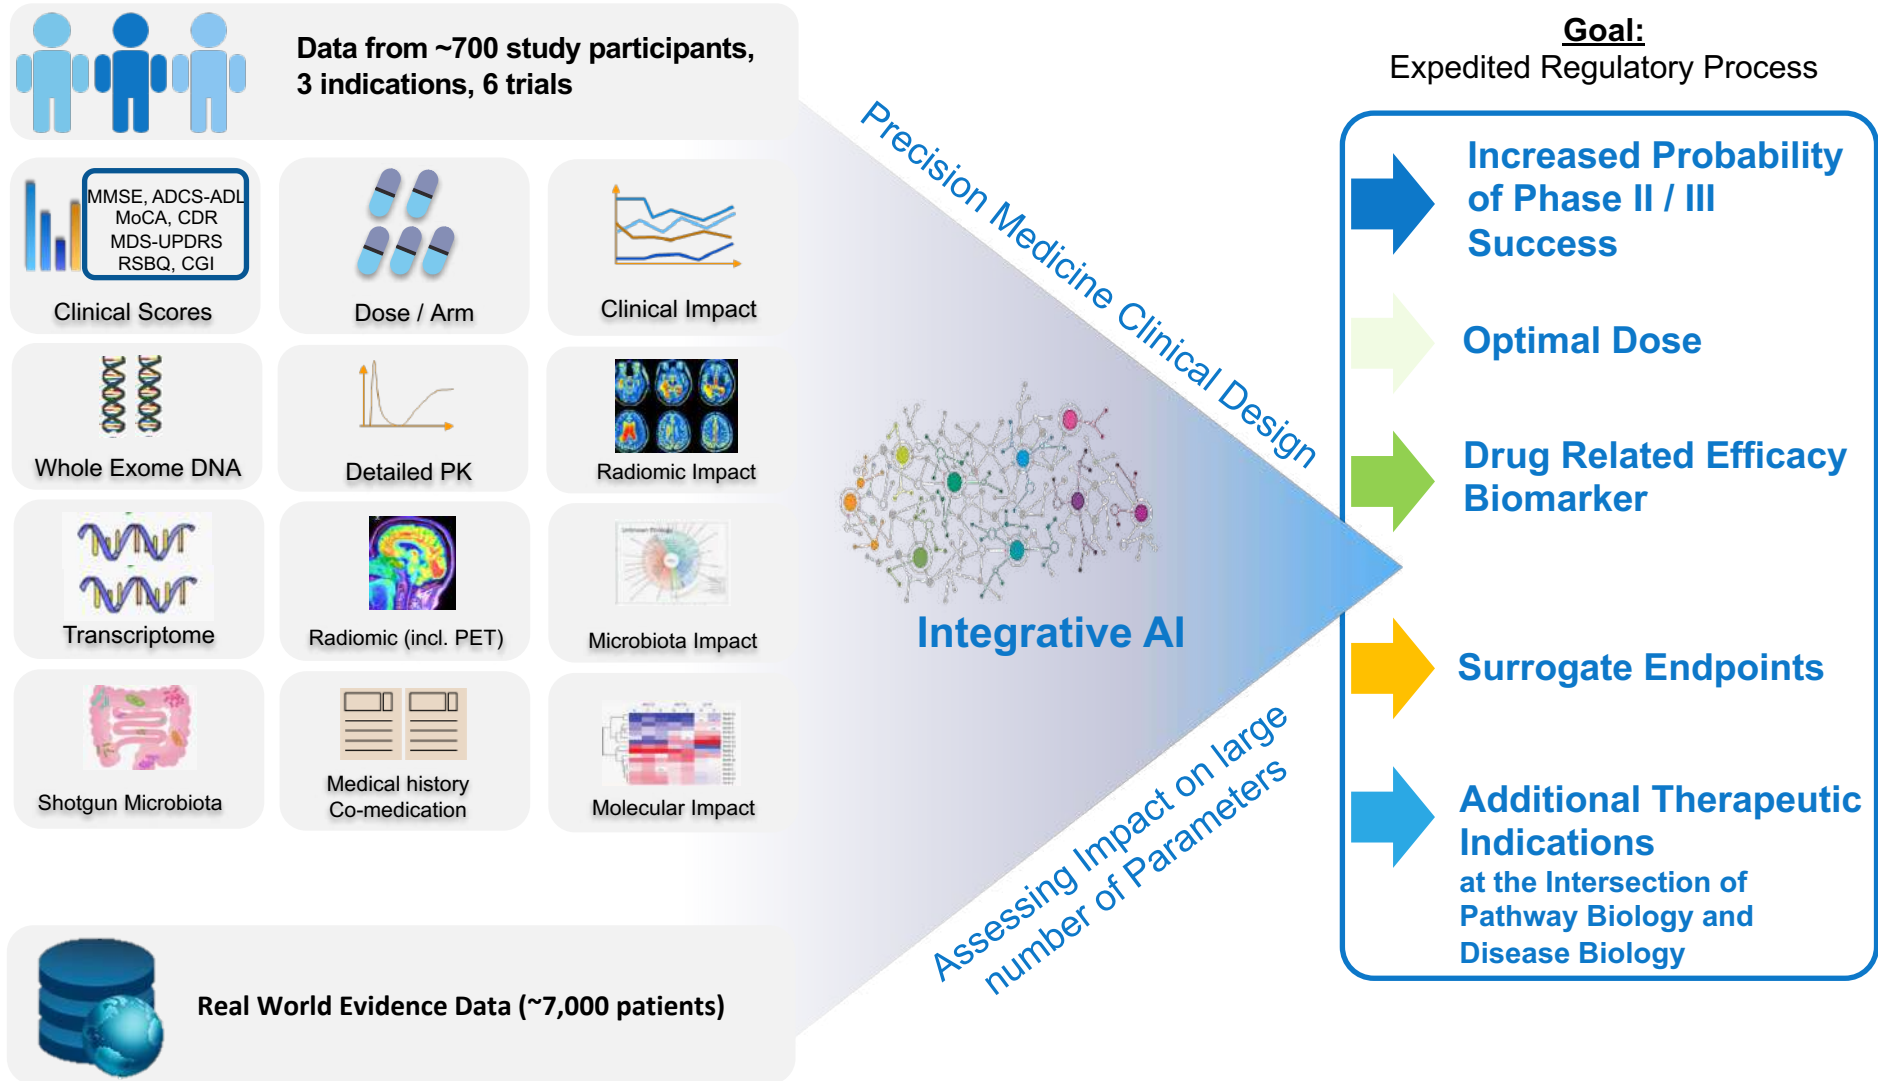 Data from ~700 study participants,
3 indications, 6 trials
MMSE, ADCS-ADL
MoCA, CDR
MDS-UPDRS
RSBQ, CGI
Clinical Scores
Dose / Arm
Clinical Impact
Whole Exome DNA
Detailed PK
Radiomic Impact
Transcriptome
Radiomic (incl. PET)
Microbiota Impact
Shotgun Microbiota
Medical history
Co-medication
Molecular Impact
Real World Evidence Data (~7,000 patients)
Precision Medicine Clinical Design
Integrative AI
Assessing Impact on large
number of Parameters
Goal:
Expedited Regulatory Process
Increased Probability
of Phase II / III
Success
Optimal Dose
Drug Related Efficacy
Biomarker
Surrogate Endpoints
Additional Therapeutic
Indications
at the Intersection of
Pathway Biology and
Disease Biology